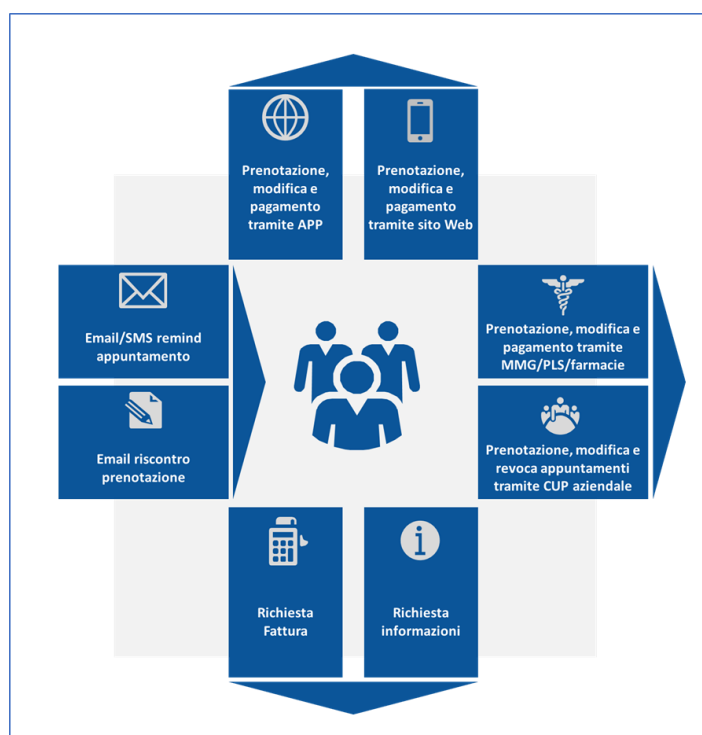 Prenotazione,
modifica e
pagamento
tramite APP
Prenotazione,
modifica e
pagamento
tramite sito Web
Email/SMS remind
appuntamento
Prenotazione, modifica e
pagamento tramite
MMG/PLS/farmacie
Email riscontro
prenotazione
Prenotazione, modifica e
revoca appuntamenti
tramite CUP aziendale
Richiesta
Fattura
Richiesta
informazioni